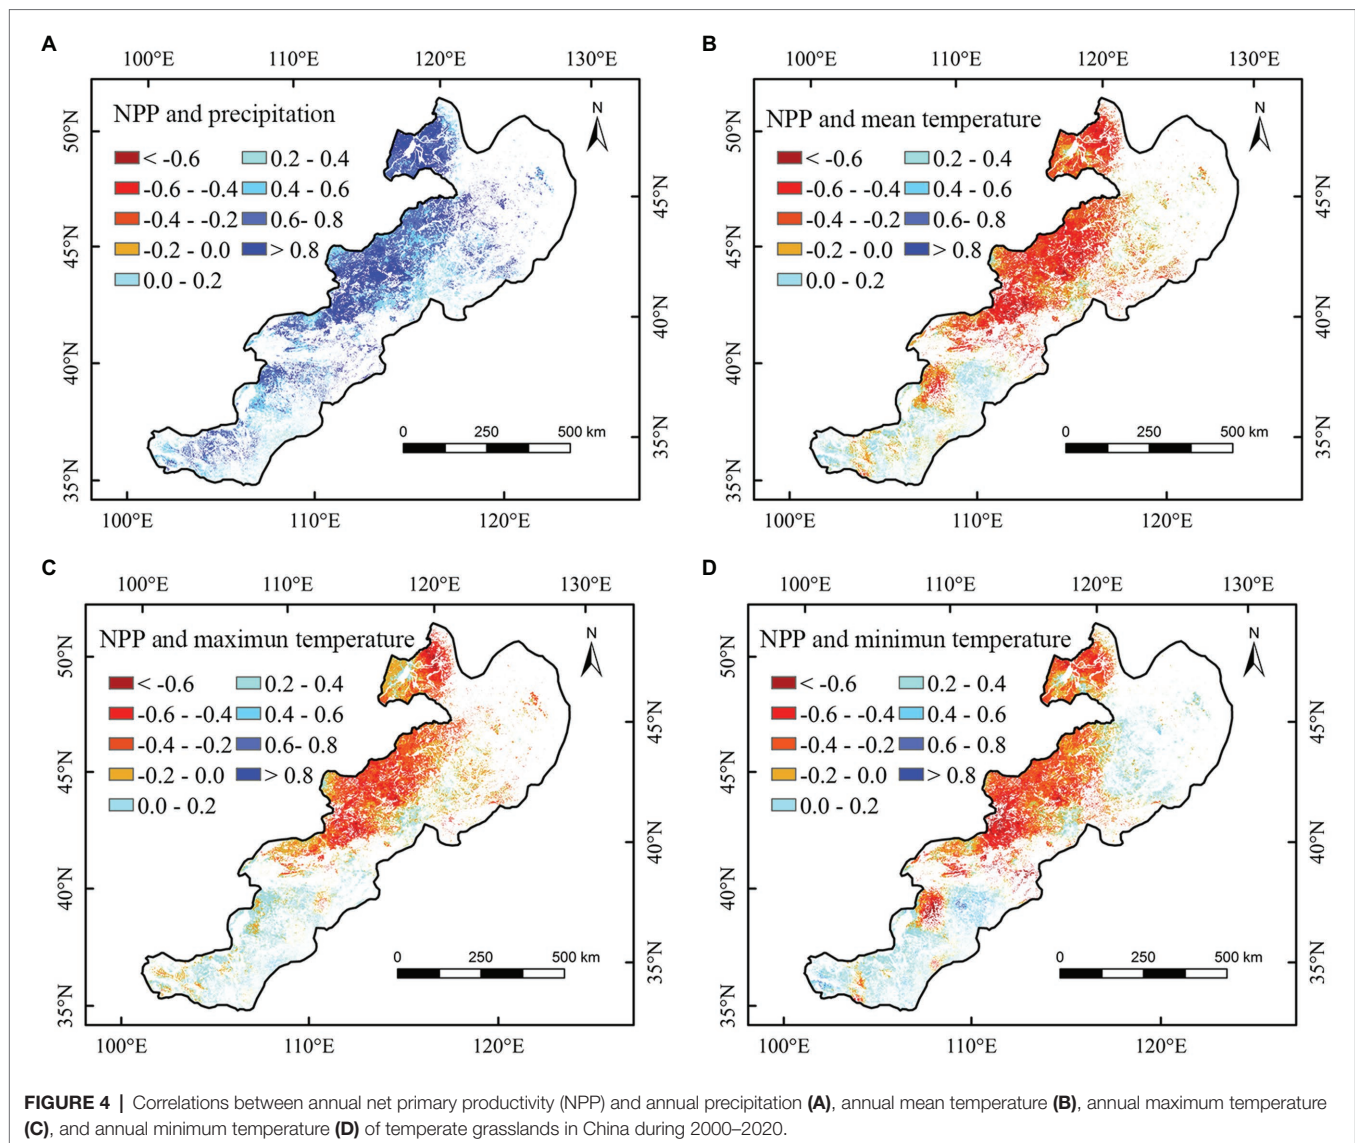 A
100°E 110°E 120°E 130°E
NPP and precipitation
N
< -0.6 0.2 - 0.4
-0.6 - -0.4 0.4 - 0.6
-0.4 - -0.2 0.6- 0.8
-0.2 - 0.0 > 0.8
0.0 - 0.2
50°N 45°N 40°N 35°N
45°N 40°N 35°N
0 250 500 km
100°E 110°E 120°E
B
100°E 110°E 120°E 130°E
NPP and mean temperature
N
< -0.6 0.2 - 0.4
-0.6 - -0.4 0.4 - 0.6
-0.4 - -0.2 0.6- 0.8
-0.2 - 0.0 > 0.8
0.0 - 0.2
50°N 45°N 40°N 35°N
45°N 40°N 35°N
0 250 500 km
100°E 110°E 120°E
C
100°E 110°E 120°E 130°E
NPP and maximun temperature
N
< -0.6 0.2 - 0.4
-0.6 - -0.4 0.4 - 0.6
-0.4 - -0.2 0.6- 0.8
-0.2 - 0.0 > 0.8
0.0 - 0.2
50°N 45°N 40°N 35°N
45°N 40°N 35°N
0 250 500 km
100°E 110°E 120°E
D
100°E 110°E 120°E 130°E
NPP and minimun temperature
N
< -0.6 0.2 - 0.4
-0.6 - -0.4 0.4 - 0.6
-0.4 - -0.2 0.6- 0.8
-0.2 - 0.0 > 0.8
0.0 - 0.2
50°N 45°N 40°N 35°N
45°N 40°N 35°N
0 250 500 km
100°E 110°E 120°E
FIGURE 4 | Correlations between annual net primary productivity (NPP) and annual precipitation (A), annual mean temperature (B), annual maximum temperature
(C), and annual minimum temperature (D) of temperate grasslands in China during 2000–2020.